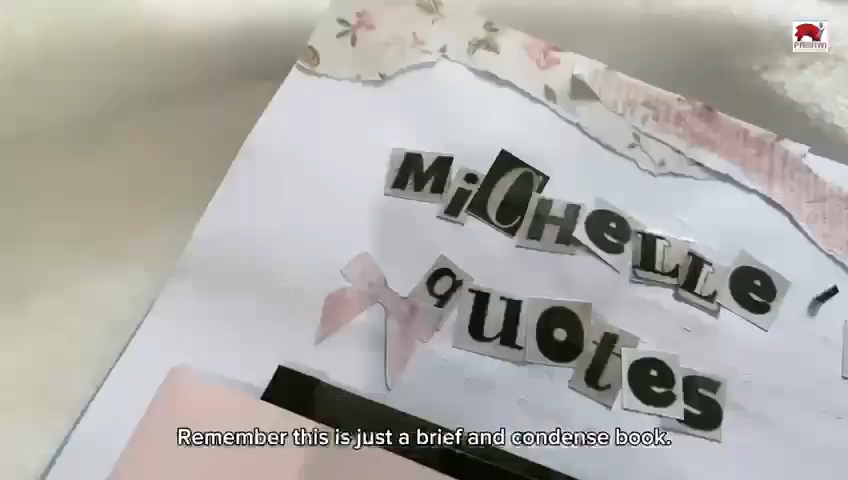 MiCHeLLe'
quotes
Remember this is just a brief and condense book.